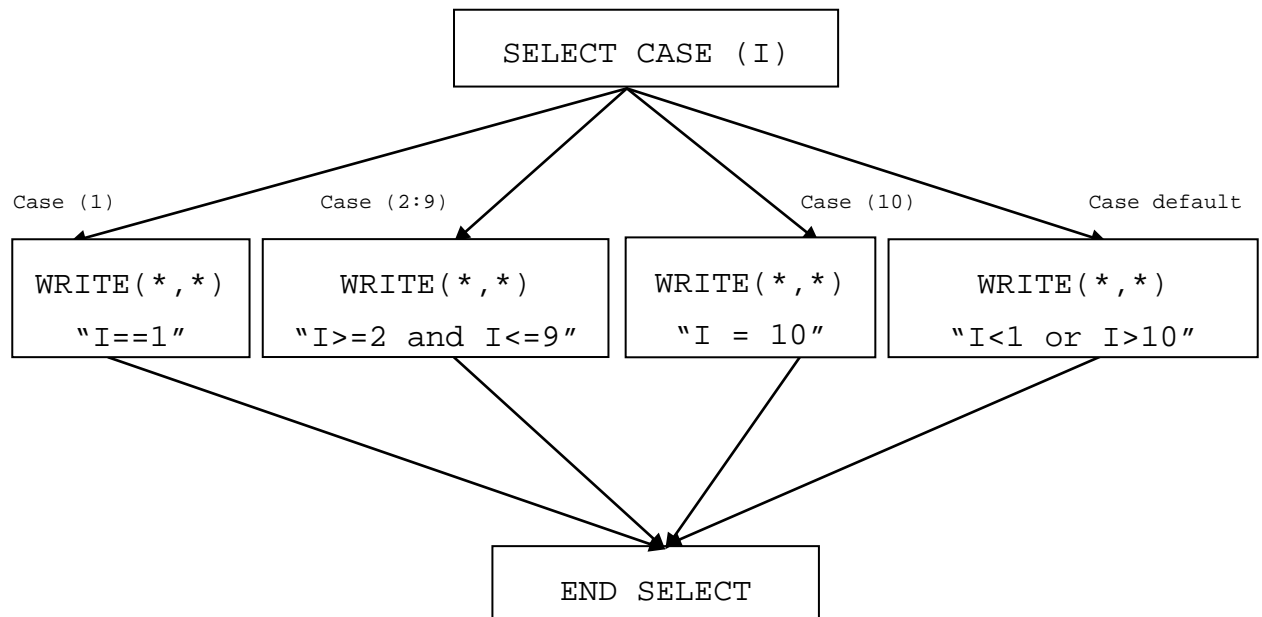 SELECT CASE (I)
Case (1)
Case (2:9)
Case (10)
Case default
WRITE(*,*)
“I==1”
WRITE(*,*)
“I>=2 and I<=9”
WRITE(*,*)
“I = 10”
WRITE(*,*)
“I<1 or I>10”
END SELECT